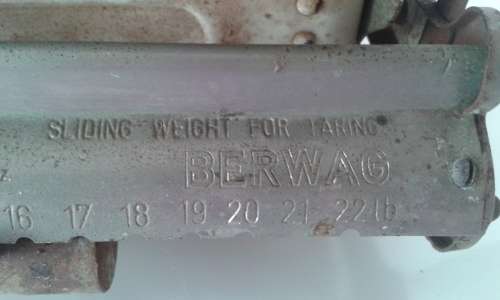 SLIDING WEIGHT FOR TARING
BERWAG
16 17 18 19 20 21 22 lb